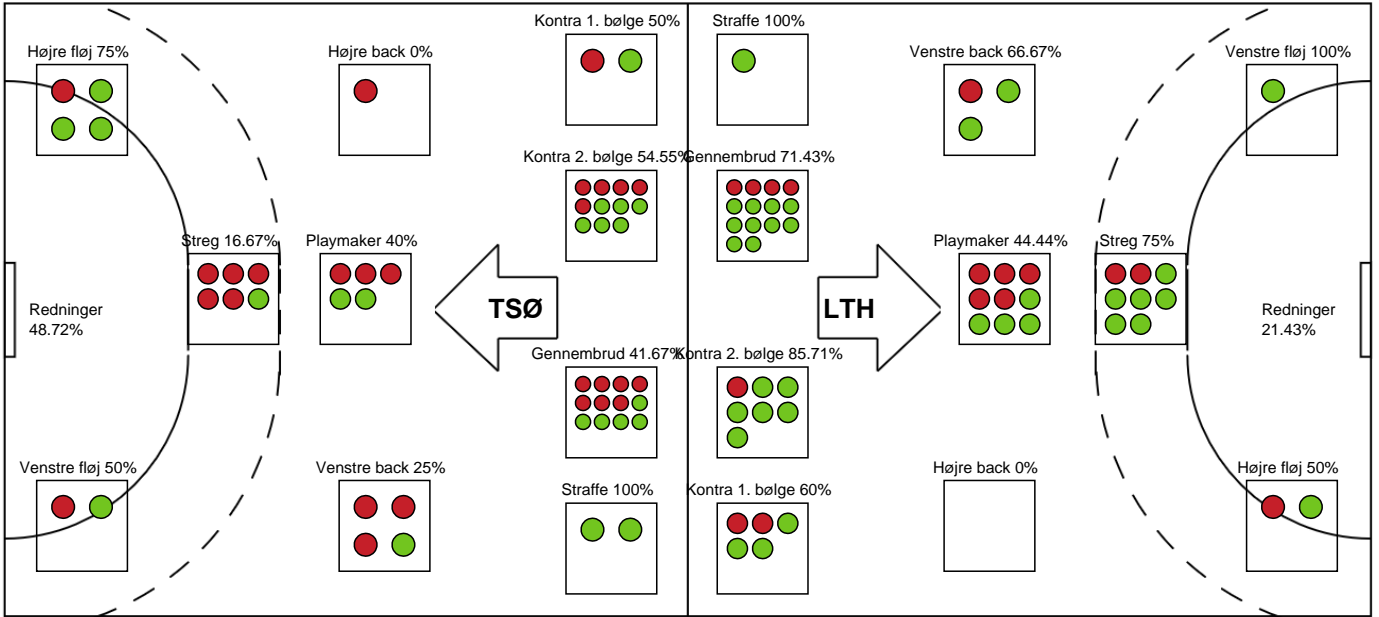 Kontra 1. bølge 50%
Straffe 100%
Højre fløj 75%
Højre back 0%
Venstre back 66.67%
Venstre fløj 100%
Kontra 2. bølge 54.55%
Gennembrud 71.43%
Streg 16.67%
Playmaker 40%
Playmaker 44.44%
Streg 75%
Redninger
48.72%
TSØ
LTH
Redninger
21.43%
Gennembrud 41.67%
Kontra 2. bølge 85.71%
Venstre fløj 50%
Venstre back 25%
Straffe 100%
Kontra 1. bølge 60%
Højre back 0%
Højre fløj 50%